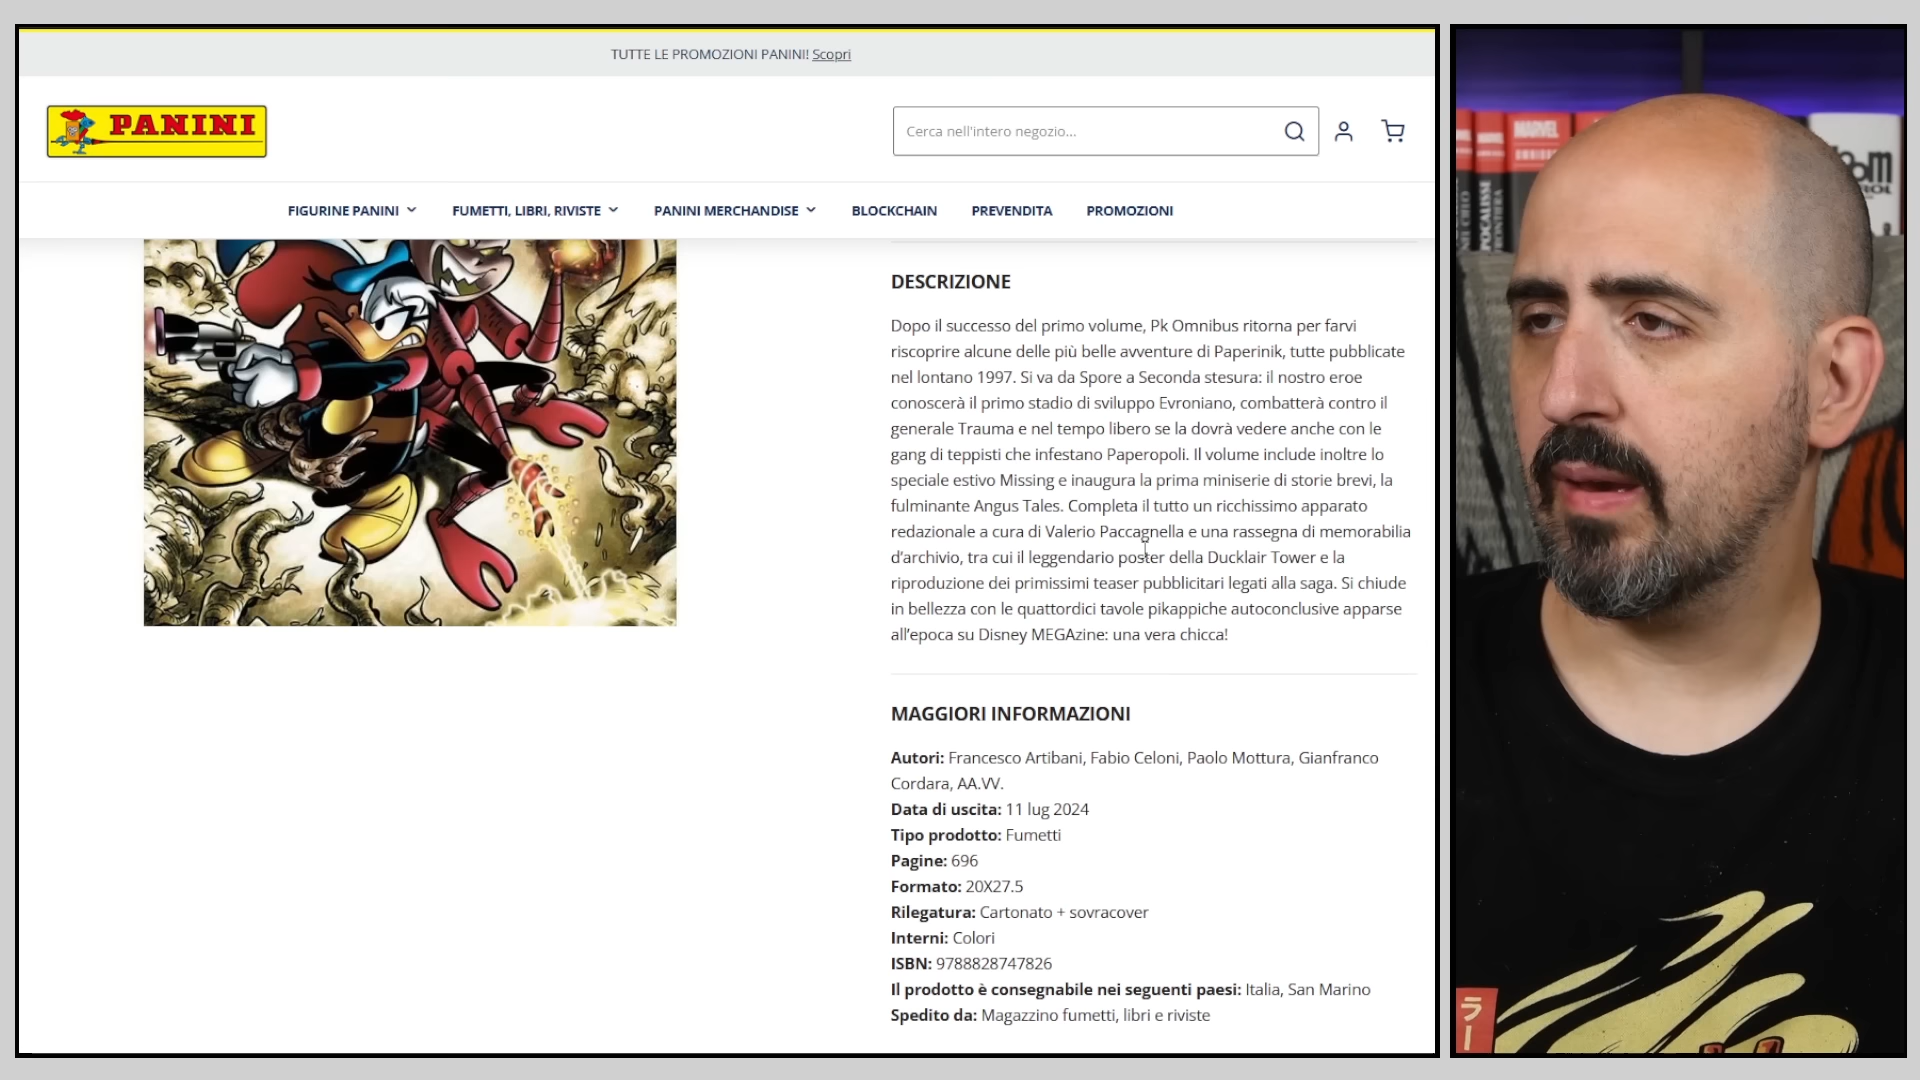 TUTTE LE PROMOZIONI PANINI! Scopri
PANINI
Cerca nell'intero negozio...
FIGURINE PANINI
FUMETTI, LIBRI, RIVISTE
PANINI MERCHANDISE
BLOCKCHAIN
PREVENDITA
PROMOZIONI
DESCRIZIONE
Dopo il successo del primo volume, Pk Omnibus ritorna per farvi
riscoprire alcune delle più belle avventure di Paperinik, tutte pubblicate
nel lontano 1997. Si va da Spore a Seconda stesura: il nostro eroe
conoscerà il primo stadio di sviluppo Evroniano, combatterà contro il
generale Trauma e nel tempo libero se la dovrà vedere anche con le
gang di teppisti che infestano Paperopoli. Il volume include inoltre lo
speciale estivo Missing e inaugura la prima miniserie di storie brevi, la
fulminante Angus Tales. Completa il tutto un ricchissimo apparato
redazionale a cura di Valerio Paccagnella e una rassegna di memorabilia
d'archivio, tra cui il leggendario poster della Ducklair Tower e la
riproduzione dei primissimi teaser pubblicitari legati alla saga. Si chiude
in bellezza con le quattordici tavole pikappiche autoconclusive apparse
all'epoca su Disney MEGAzine: una vera chicca!
MAGGIORI INFORMAZIONI
Autori: Francesco Artibani, Fabio Celoni, Paolo Mottura, Gianfranco
Cordara, AA.VV.
Data di uscita: 11 lug 2024
Tipo prodotto: Fumetti
Pagine: 696
Formato: 20X27.5
Rilegatura: Cartonato + sovracover
Interni: Colori
ISBN: 9788828747826
Il prodotto è consegnabile nei seguenti paesi: Italia, San Marino
Spedito da: Magazzino fumetti, libri e riviste
MARVEL
ラー